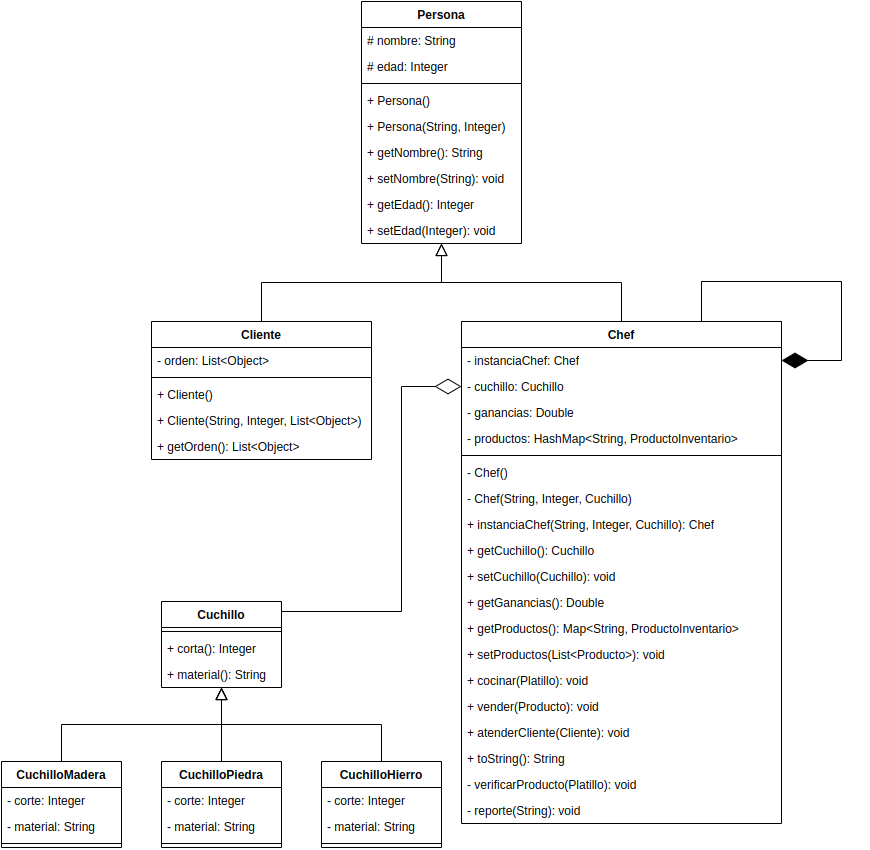 Persona
# nombre: String
# edad: Integer
+ Persona()
+ Persona(String, Integer)
+ getNombre(): String
+ setNombre(String): void
+ getEdad(): Integer
+ setEdad(Integer): void
Cliente
- orden: List<Object>
+ Cliente()
+ Cliente(String, Integer, List<Object>)
+ getOrden(): List<Object>
Chef
- instanciaChef: Chef
- cuchillo: Cuchillo
- ganancias: Double
- productos: HashMap<String, ProductoInventario>
- Chef()
- Chef(String, Integer, Cuchillo)
+ instanciaChef(String, Integer, Cuchillo): Chef
+ getCuchillo(): Cuchillo
+ setCuchillo(Cuchillo): void
+ getGanancias(): Double
+ getProductos(): Map<String, ProductoInventario>
+ setProductos(List<Producto>): void
+ cocinar(Platillo): void
+ vender(Producto): void
+ atenderCliente(Cliente): void
+ toString(): String
- verificarProducto(Platillo): void
- reporte(String): void
Cuchillo
+ corta(): Integer
+ material(): String
CuchilloMadera
- corte: Integer
- material: String
CuchilloPiedra
- corte: Integer
- material: String
CuchilloHierro
- corte: Integer
- material: String